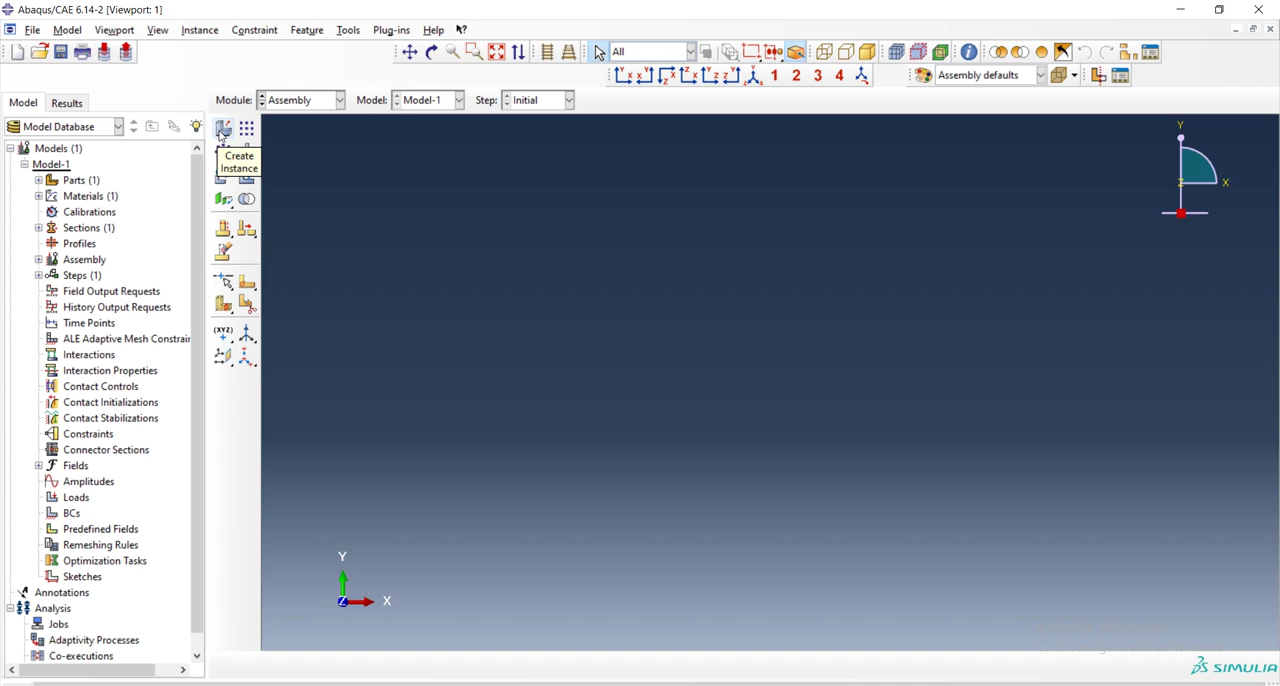 Abaqus/CAE 6.14-2 [Viewport: 1]
File Model Viewport View Instance Constraint Feature Tools Plug-ins Help
All
1 2 3 4 Assembly defaults
Model Results Module: Assembly Model: Model-1 Step: Initial
Model Database
Models (1)
Model-1
Parts (1)
Materials (1)
Calibrations
Sections (1)
Profiles
Assembly
Steps (1)
Field Output Requests
History Output Requests
Time Points
ALE Adaptive Mesh Constrair
Interactions
Interaction Properties
Contact Controls
Contact Initializations
Contact Stabilizations
Constraints
Connector Sections
Fields
Amplitudes
Loads
BCs
Predefined Fields
Remeshing Rules
Optimization Tasks
Sketches
Annotations
Analysis
Jobs
Adaptivity Processes
Co-executions
Create
Instance
(XYZ)
Y
Z X
Y
Z X
SIMULIA